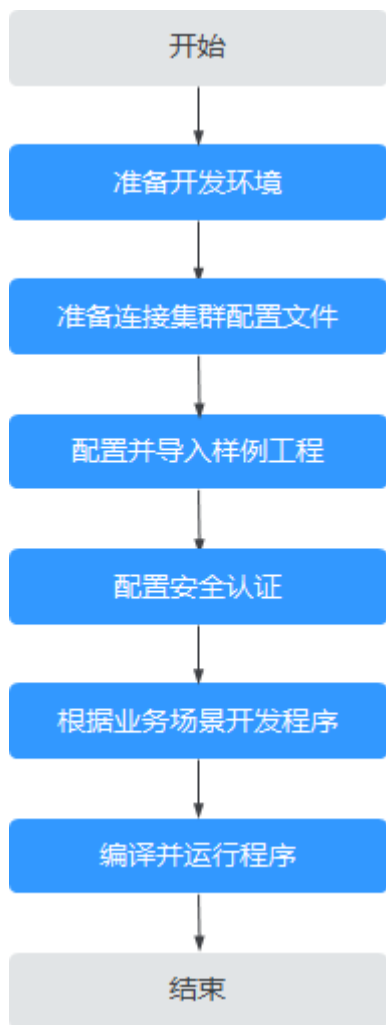 开始
准备开发环境
准备连接集群配置文件
配置并导入样例工程
配置安全认证
根据业务场景开发程序
编译并运行程序
结束